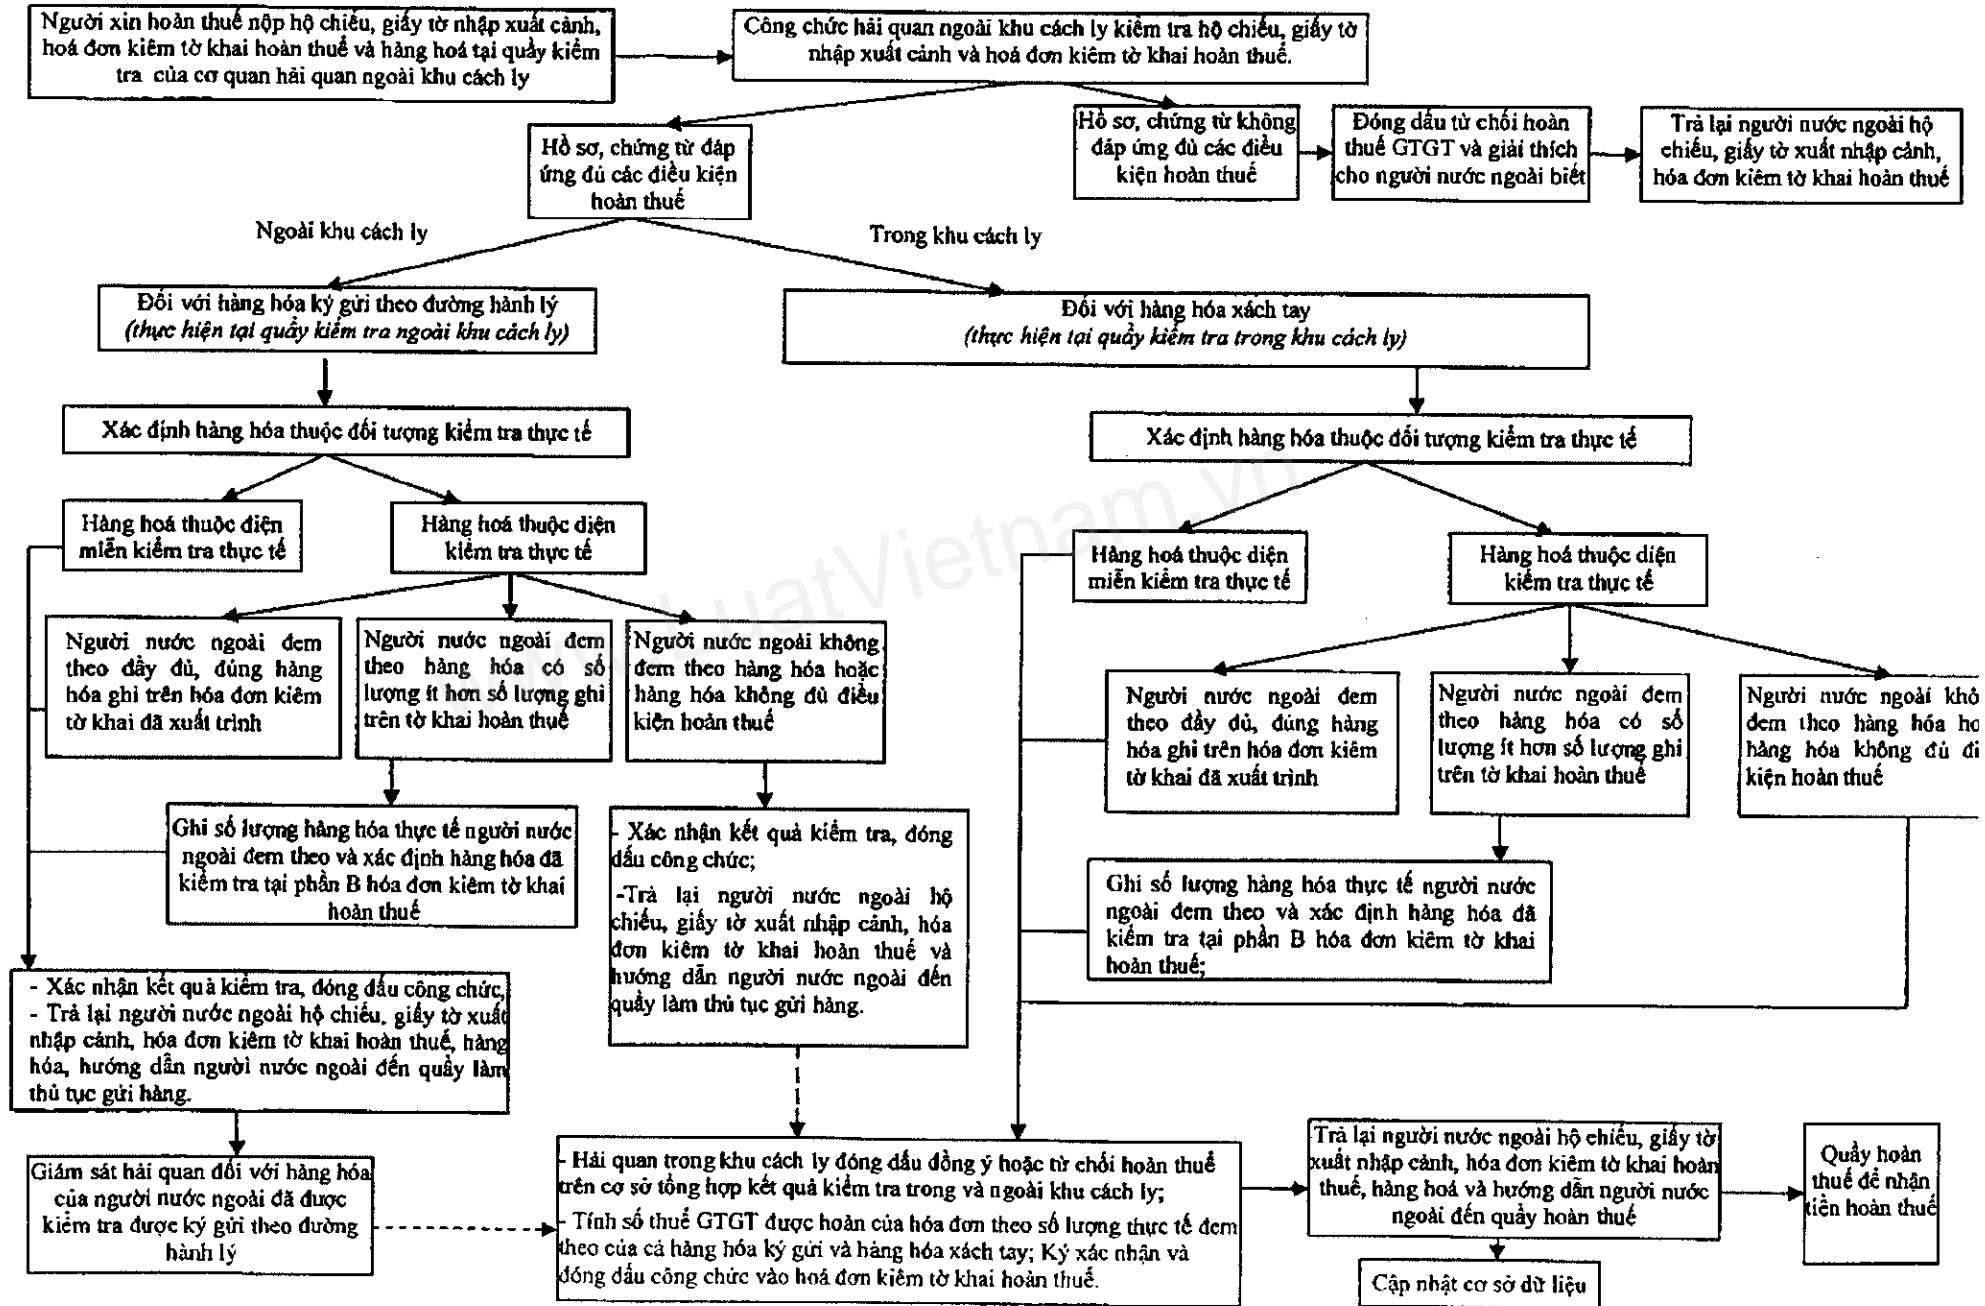 Người xin hoàn thuế nộp hộ chiếu, giấy tờ nhập xuất cảnh,
hoá đơn kiêm tờ khai hoàn thuế và hàng hoá tại quầy kiểm
tra của cơ quan hải quan ngoài khu cách ly
Công chức hải quan ngoài khu cách ly kiểm tra hộ chiếu, giấy tờ
nhập xuất cảnh và hoá đơn kiêm tờ khai hoàn thuế.
Hồ sơ, chứng từ đáp
ứng đủ các điều kiện
hoàn thuế
Hồ sơ, chứng từ không
đáp ứng đủ các điều
kiện hoàn thuế
Đóng dấu từ chối hoàn
thuế GTGT và giải thích
cho người nước ngoài biết
Trả lại người nước ngoài hộ
chiếu, giấy tờ xuất nhập cảnh,
hóa đơn kiêm tờ khai hoàn thuế
Ngoài khu cách ly
Trong khu cách ly
Đối với hàng hóa ký gửi theo đường hành lý
(thực hiện tại quầy kiểm tra ngoài khu cách ly)
Đối với hàng hóa xách tay
(thực hiện tại quầy kiểm tra trong khu cách ly)
Xác định hàng hóa thuộc đối tượng kiểm tra thực tế
Xác định hàng hóa thuộc đối tượng kiểm tra thực tế
Hàng hoá thuộc diện
miễn kiểm tra thực tế
Hàng hoá thuộc diện
kiểm tra thực tế
Hàng hoá thuộc diện
miễn kiểm tra thực tế
Hàng hoá thuộc diện
kiểm tra thực tế
www.LuatVietnam.vn
Người nước ngoài đem
theo đầy đủ, đúng hàng
hóa ghi trên hóa đơn kiêm
tờ khai đã xuất trình
Người nước ngoài đem
theo hàng hóa có số
lượng ít hơn số lượng ghi
trên tờ khai hoàn thuế
Người nước ngoài không
đem theo hàng hóa hoặc
hàng hóa không đủ điều
kiện hoàn thuế
Người nước ngoài đem
theo đầy đủ, đúng hàng
hóa ghi trên hóa đơn kiêm
tờ khai đã xuất trình
Người nước ngoài đem
theo hàng hóa có số
lượng ít hơn số lượng ghi
trên tờ khai hoàn thuế
Người nước ngoài khô
đem theo hàng hóa ho
hàng hóa không đủ đi
kiện hoàn thuế
Ghi số lượng hàng hóa thực tế người nước
ngoài đem theo và xác định hàng hóa đã
kiểm tra tại phần B hóa đơn kiêm tờ khai
hoàn thuế
- Xác nhận kết quả kiểm tra, đóng
dấu công chức;
-Trả lại người nước ngoài hộ
chiếu, giấy tờ xuất nhập cảnh, hóa
đơn kiêm tờ khai hoàn thuế và
hướng dẫn người nước ngoài đến
quầy làm thủ tục gửi hàng.
Ghi số lượng hàng hóa thực tế người nước
ngoài đem theo và xác định hàng hóa đã
kiểm tra tại phần B hóa đơn kiêm tờ khai
hoàn thuế;
- Xác nhận kết quả kiểm tra, đóng dấu công chức,
- Trả lại người nước ngoài hộ chiếu, giấy tờ xuất
nhập cảnh, hóa đơn kiêm tờ khai hoàn thuế, hàng
hóa, hướng dẫn người nước ngoài đến quầy làm
thủ tục gửi hàng.
Giám sát hải quan đối với hàng hóa
của người nước ngoài đã được
kiểm tra được ký gửi theo đường
hành lý
- Hải quan trong khu cách ly đóng dấu đồng ý hoặc từ chối hoàn thuế
trên cơ sở tổng hợp kết quả kiểm tra trong và ngoài khu cách ly;
- Tính số thuế GTGT được hoàn của hóa đơn theo số lượng thực tế đem
theo của cả hàng hóa ký gửi và hàng hóa xách tay; Ký xác nhận và
đóng dấu công chức vào hoá đơn kiêm tờ khai hoàn thuế.
Trả lại người nước ngoài hộ chiếu, giấy tờ
xuất nhập cảnh, hóa đơn kiêm tờ khai hoàn
thuế, hàng hoá và hướng dẫn người nước
ngoài đến quầy hoàn thuế
Quầy hoàn
thuế để nhận
tiền hoàn thuế
Cập nhật cơ sở dữ liệu